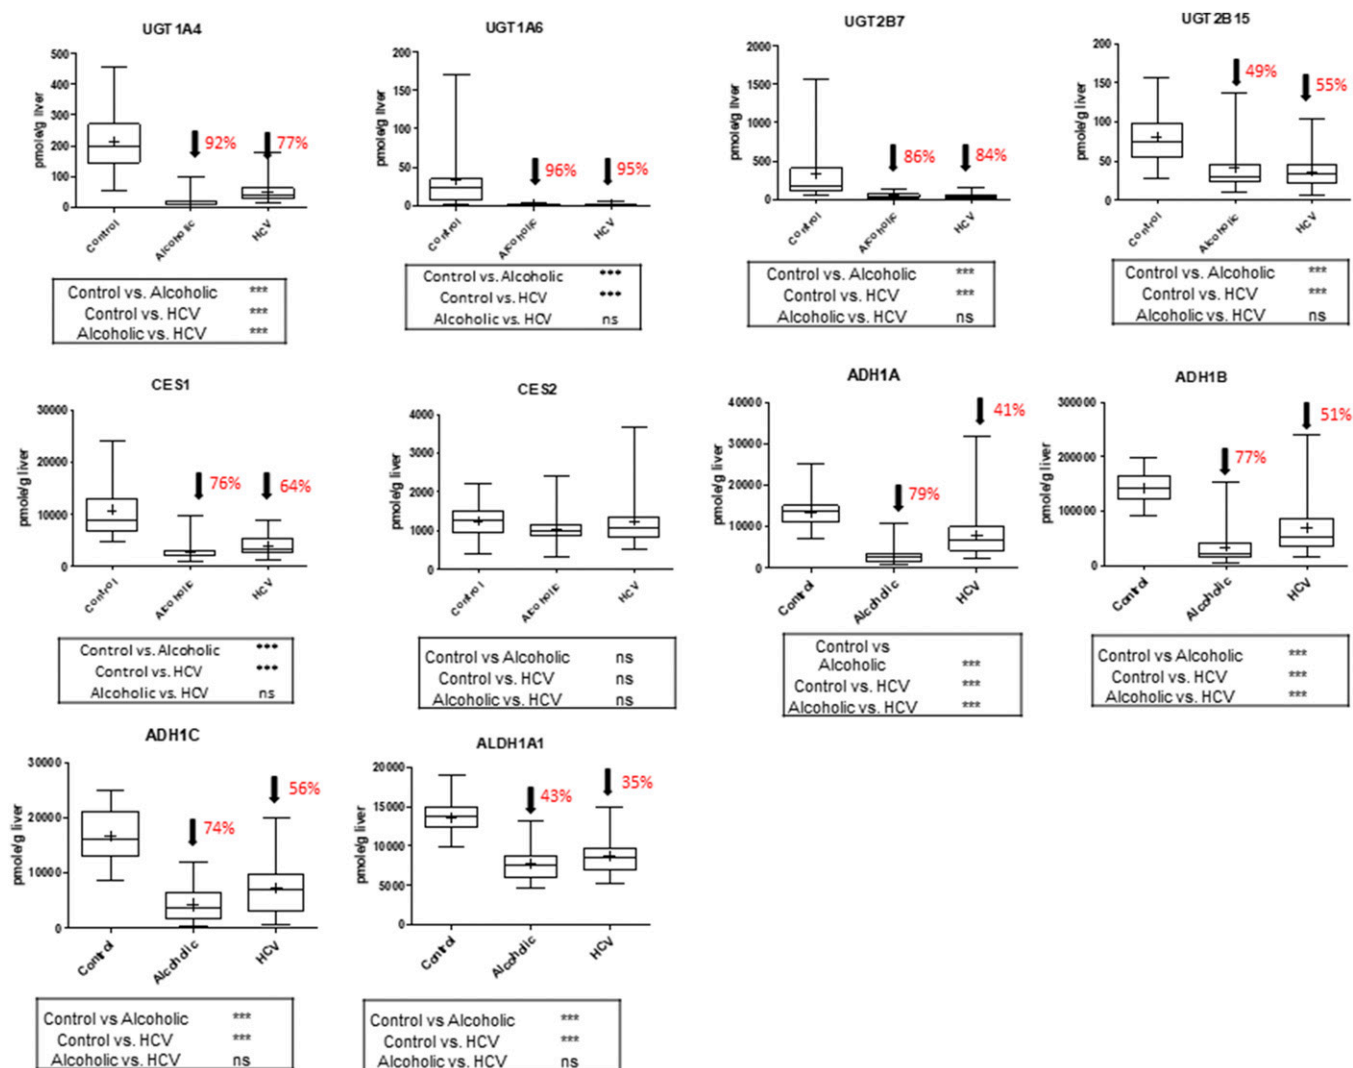 UGT1A4
500
400
300
200
100
0
pmole/g liver
92%
77%
Control
Alcoholic
HCV
Control vs. Alcoholic ***
Control vs. HCV ***
Alcoholic vs. HCV ***
UGT1A6
200
150
100
50
0
pmole/g liver
96%
95%
Control
Alcoholic
HCV
Control vs. Alcoholic ***
Control vs. HCV ***
Alcoholic vs. HCV ns
UGT2B7
2000
1500
1000
500
0
pmole/g liver
86%
84%
Control
Alcoholic
HCV
Control vs. Alcoholic ***
Control vs. HCV ***
Alcoholic vs. HCV ns
UGT2B15
200
150
100
50
0
pmole/g liver
49%
55%
Control
Alcoholic
HCV
Control vs. Alcoholic ***
Control vs. HCV ***
Alcoholic vs. HCV ns
CES1
30000
20000
10000
0
pmole/g liver
76%
64%
Control
Alcoholic
HCV
Control vs. Alcoholic ***
Control vs. HCV ***
Alcoholic vs. HCV ns
CES2
4000
3000
2000
1000
0
pmole/g liver
Control
Alcoholic
HCV
Control vs Alcoholic ns
Control vs. HCV ns
Alcoholic vs. HCV ns
ADH1A
40000
30000
20000
10000
0
pmole/g liver
79%
41%
Control
Alcoholic
HCV
Control vs
Alcoholic ***
Control vs. HCV ***
Alcoholic vs. HCV ***
ADH1B
300000
200000
100000
0
pmole/g liver
77%
51%
Control
Alcoholic
HCV
Control vs Alcoholic ***
Control vs. HCV ***
Alcoholic vs. HCV ***
ADH1C
30000
20000
10000
0
pmole/g liver
74%
56%
Control
Alcoholic
HCV
Control vs Alcoholic ***
Control vs. HCV ***
Alcoholic vs. HCV ns
ALDH1A1
20000
15000
10000
5000
0
pmole/g liver
43%
35%
Control
Alcoholic
HCV
Control vs Alcoholic ***
Control vs. HCV ***
Alcoholic vs. HCV ns